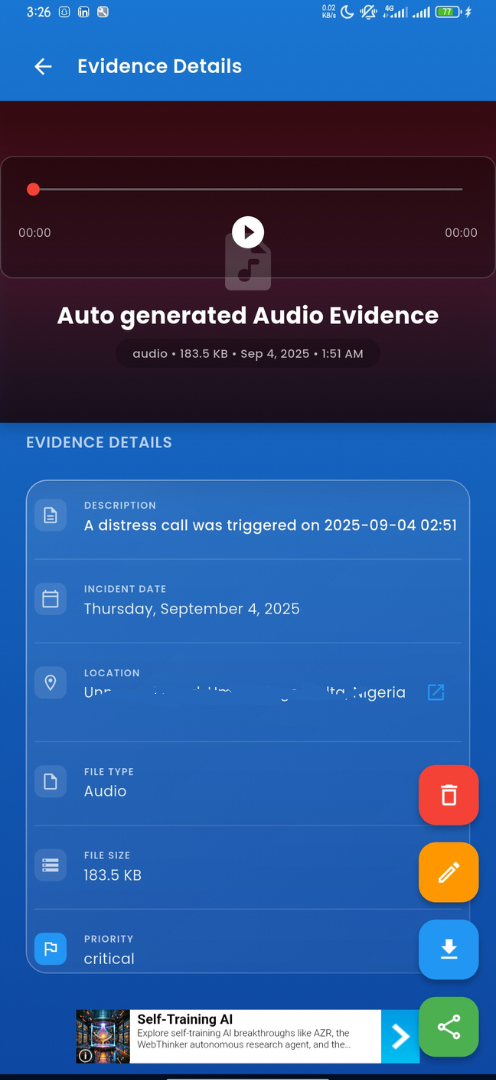 3:26
0.02
KB/s
4G
77
Evidence Details
00:00
00:00
Auto generated Audio Evidence
audio • 183.5 KB • Sep 4, 2025 • 1:51 AM
EVIDENCE DETAILS
DESCRIPTION
A distress call was triggered on 2025-09-04 02:51
INCIDENT DATE
Thursday, September 4, 2025
LOCATION
Nigeria
FILE TYPE
Audio
FILE SIZE
183.5 KB
PRIORITY
critical
Self-Training AI
Explore self-training AI breakthroughs like AZR, the
WebThinker autonomous research agent, and the...